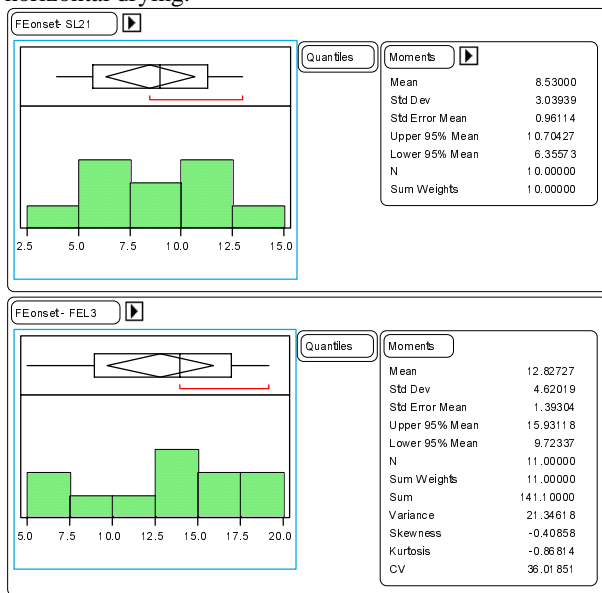 horizontal drying.
FEonset- SL21
Quantiles
Moments
Mean 8.53000
Std Dev 3.03939
Std Error Mean 0.96114
Upper 95% Mean 10.70427
Lower 95% Mean 6.35573
N 10.00000
Sum Weights 10.00000
2.5 5.0 7.5 10.0 12.5 15.0
FEonset- FEL3
Quantiles
Moments
Mean 12.82727
Std Dev 4.62019
Std Error Mean 1.39304
Upper 95% Mean 15.93118
Lower 95% Mean 9.72337
N 11.00000
Sum Weights 11.00000
Sum 141.10000
Variance 21.34618
Skewness -0.40858
Kurtosis -0.86814
CV 36.01851
5.0 7.5 10.0 12.5 15.0 17.5 20.0